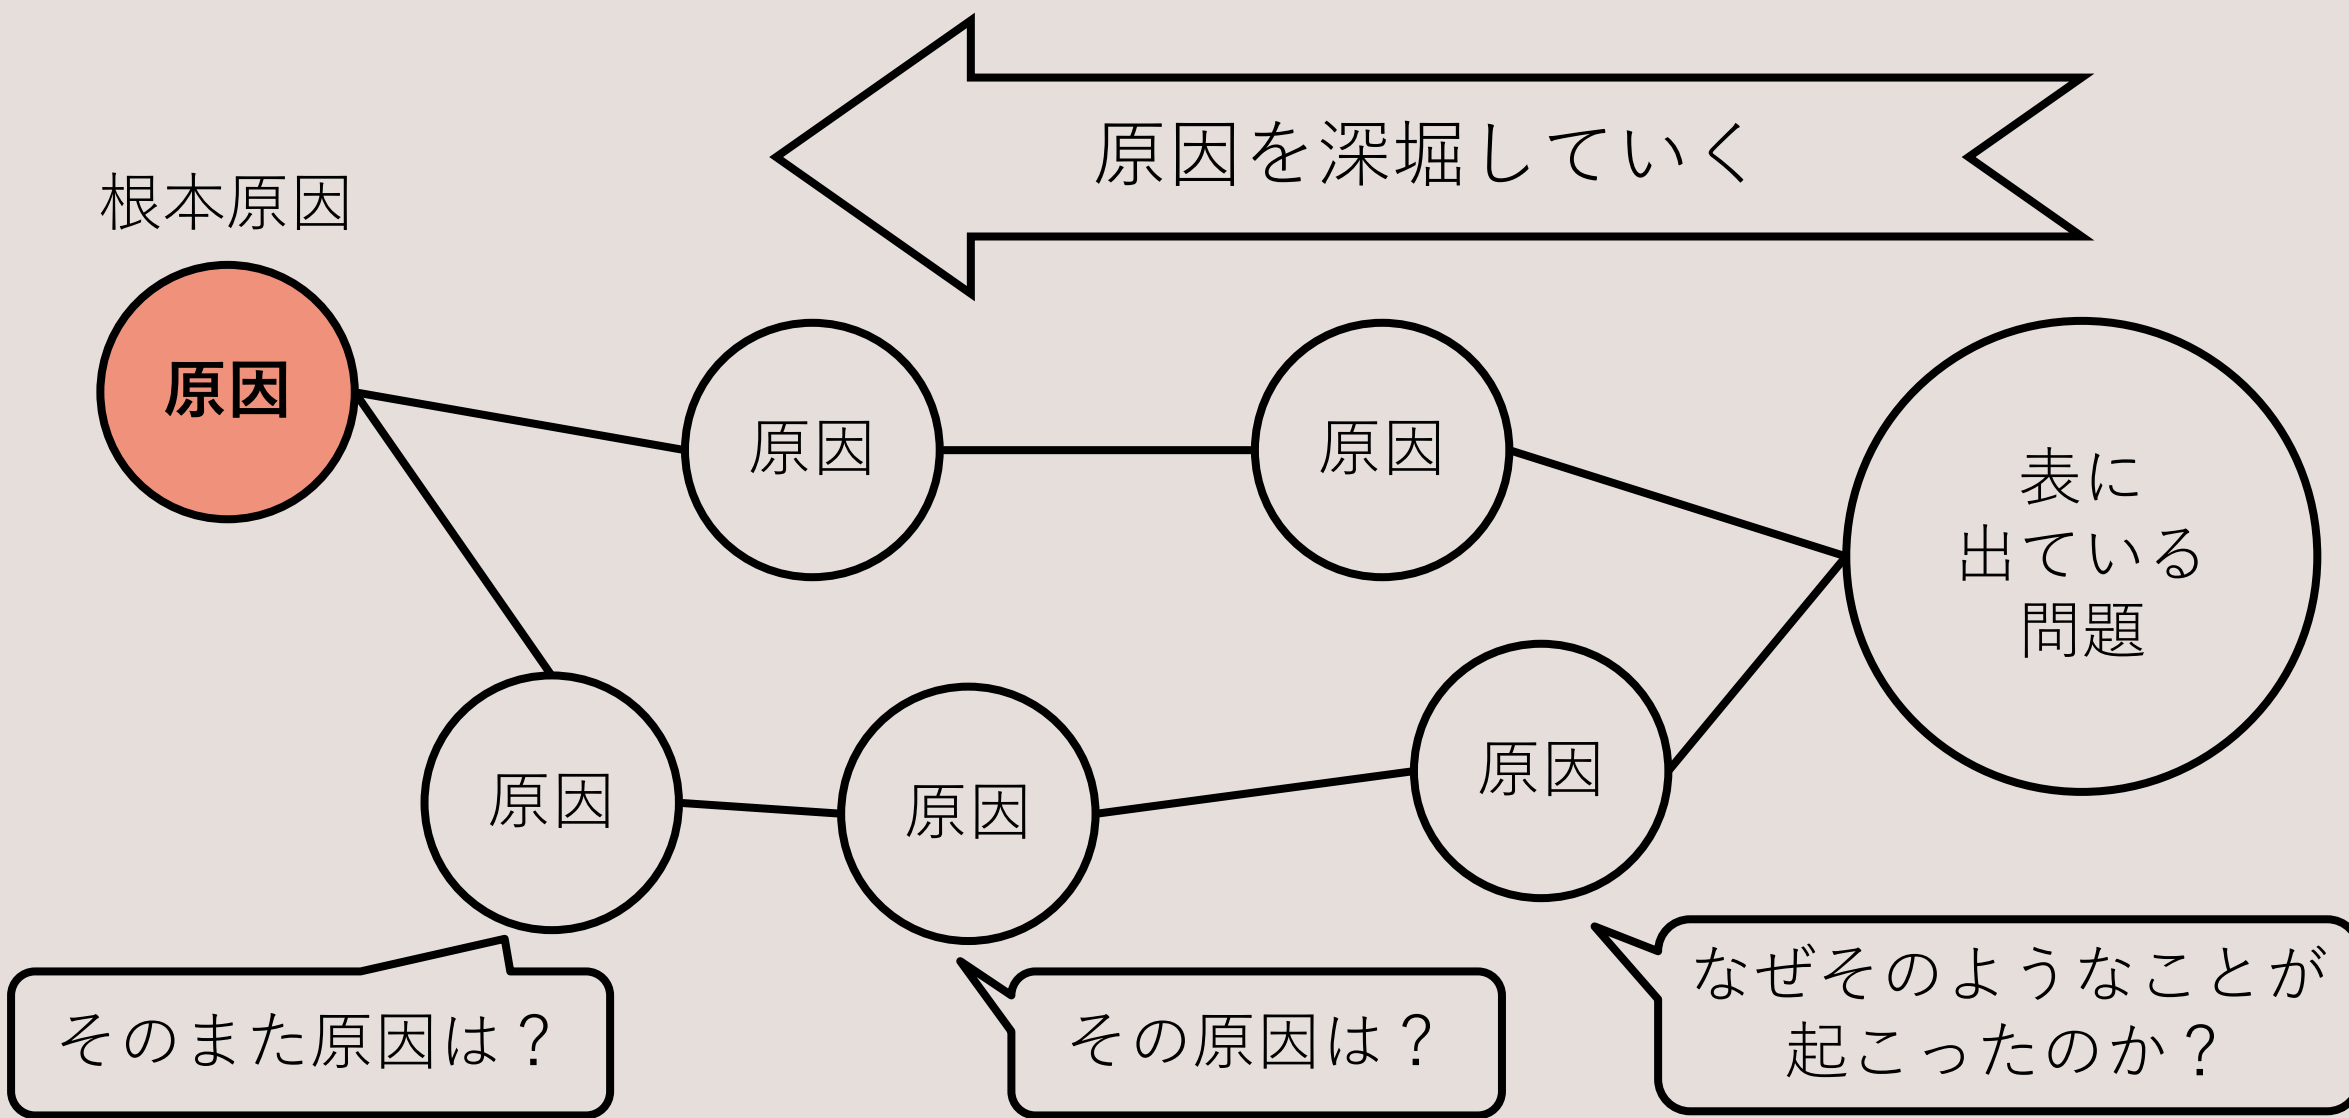 原因を深堀していく
根本原因
原因
原因
原因
表に
出ている
問題
原因
原因
原因
そのまた原因は？
その原因は？
なぜそのようなことが
起こったのか？